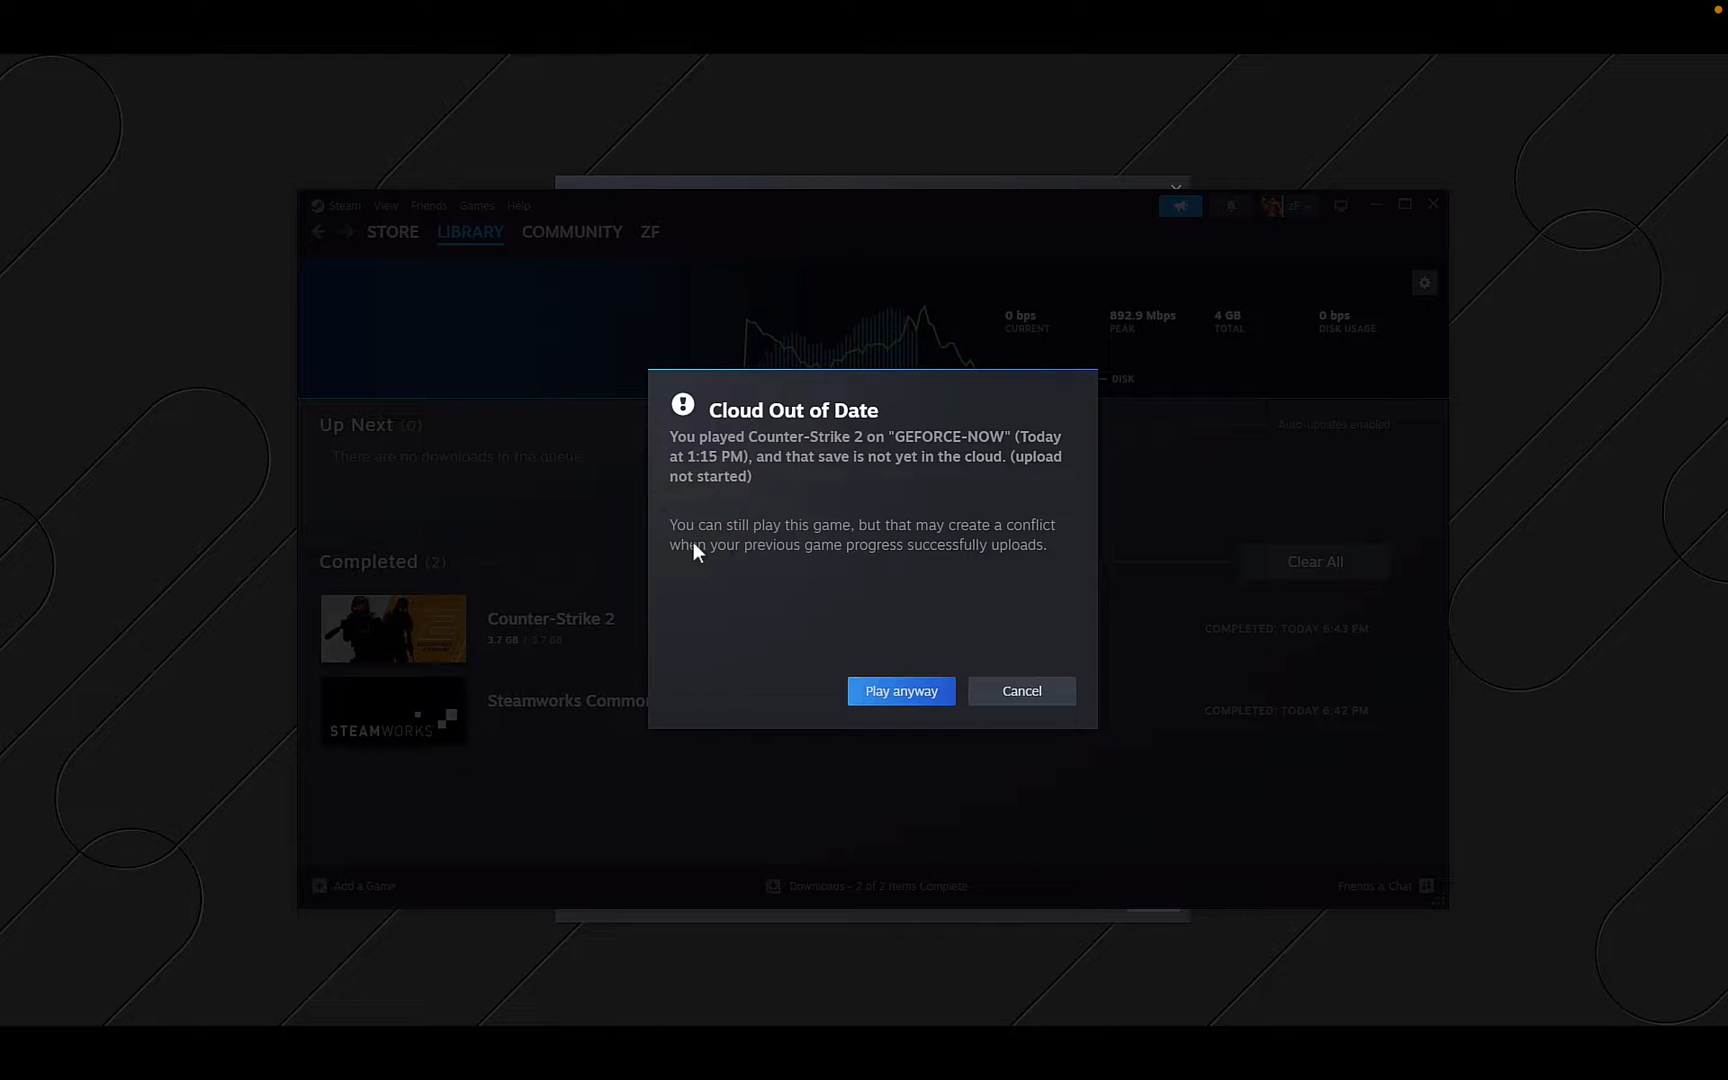 Steam View Friends Games Help
zF
STORE LIBRARY COMMUNITY ZF
0 bps 892.9 Mbps 4 GB 0 bps
CURRENT PEAK TOTAL DISK USAGE
DISK
Cloud Out of Date
You played Counter-Strike 2 on "GEFORCE-NOW" (Today
at 1:15 PM), and that save is not yet in the cloud. (upload
not started)
You can still play this game, but that may create a conflict
when your previous game progress successfully uploads.
Play anyway Cancel
Up Next (0) Auto-updates enabled
There are no downloads in the queue
Completed (2) Clear All
Counter-Strike 2
3.7 GB / 3.7 GB
COMPLETED: TODAY 6:43 PM
STEAMWORKS
Steamworks Commo
COMPLETED: TODAY 6:42 PM
Add a Game Downloads - 2 of 2 Items Complete Friends & Chat